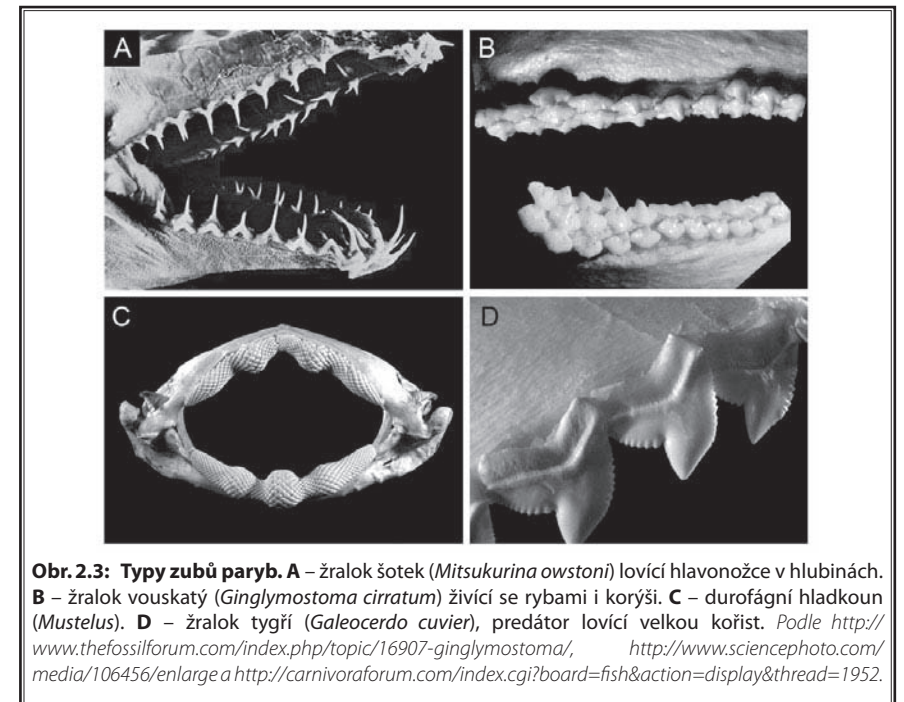 A
B
C
D
Obr. 2.3: Typy zubů paryb. A – žralok šotek (Mitsukurina owstoni) lovící hlavonožce v hlubinách.
B – žralok vouskatý (Ginglymostoma cirratum) živící se rybami i korýši. C – durofágní hladkoun
(Mustelus). D – žralok tygří (Galeocerdo cuvier), predátor lovící velkou kořist. Podle http://
www.thefossilforum.com/index.php/topic/16907-ginglymostoma/, http://www.sciencephoto.com/
media/106456/enlarge a http://carnivoraforum.com/index.cgi?board=fish&action=display&thread=1952.